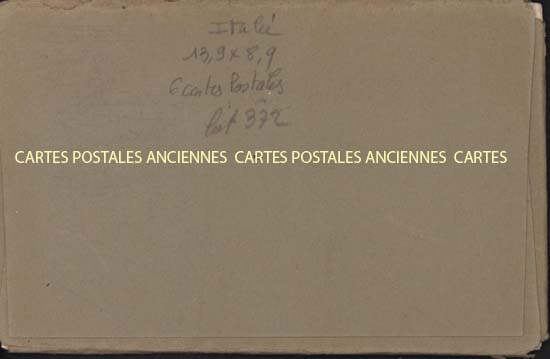 Italie
13,9 x 8,9
6 cartes Postales
lot 372
CARTES POSTALES ANCIENNES CARTES POSTALES ANCIENNES CARTES